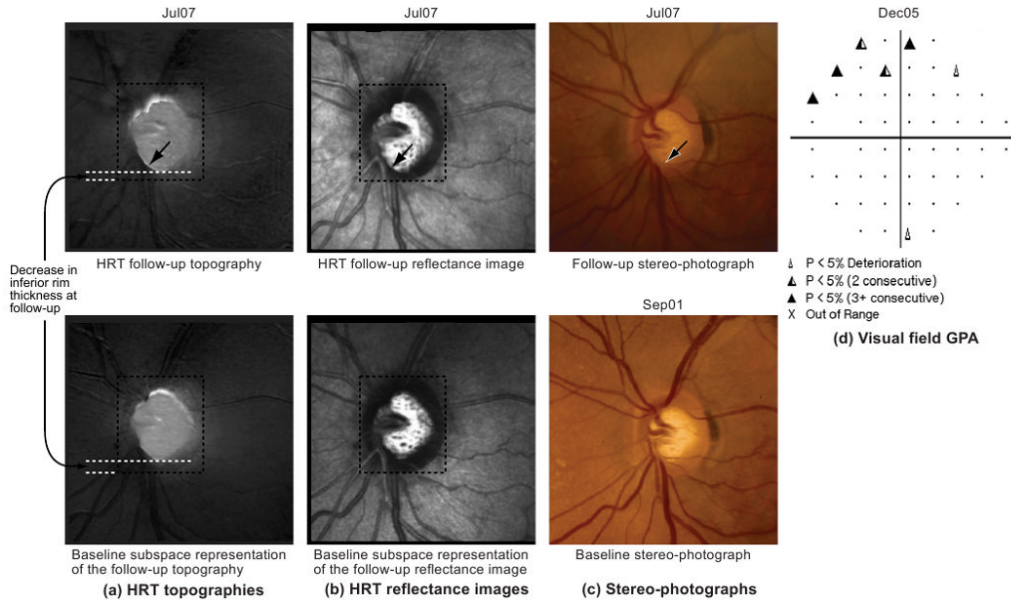 Jul07
Jul07
Jul07
Dec05
HRT follow-up topography
HRT follow-up reflectance image
Follow-up stereo-photograph
Decrease in
inferior rim
thickness at
follow-up
P < 5% Deterioration
P < 5% (2 consecutive)
P < 5% (3+ consecutive)
X Out of Range
(d) Visual field GPA
Sep01
Baseline subspace representation
of the follow-up topography
Baseline subspace representation
of the follow-up reflectance image
Baseline stereo-photograph
(a) HRT topographies
(b) HRT reflectance images
(c) Stereo-photographs